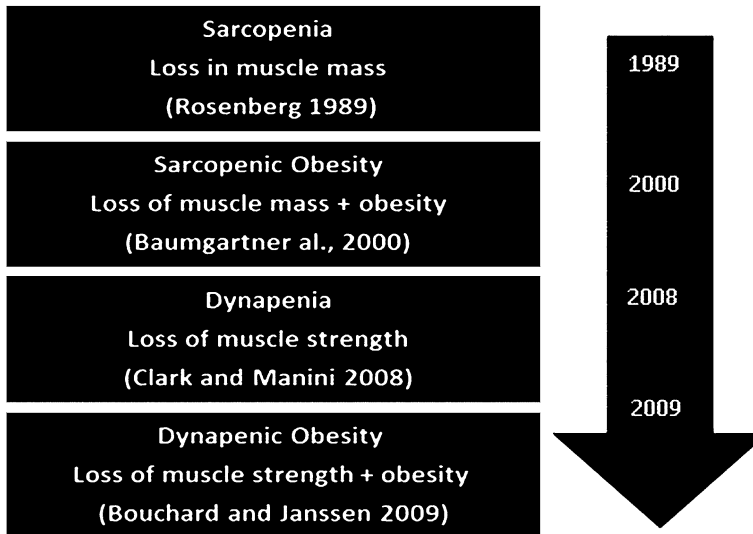 Sarcopenia
Loss in muscle mass
(Rosenberg 1989)
1989
Sarcopenic Obesity
Loss of muscle mass + obesity
(Baumgartner al., 2000)
2000
Dynapenia
Loss of muscle strength
(Clark and Manini 2008)
2008
Dynapenic Obesity
Loss of muscle strength + obesity
(Bouchard and Janssen 2009)
2009